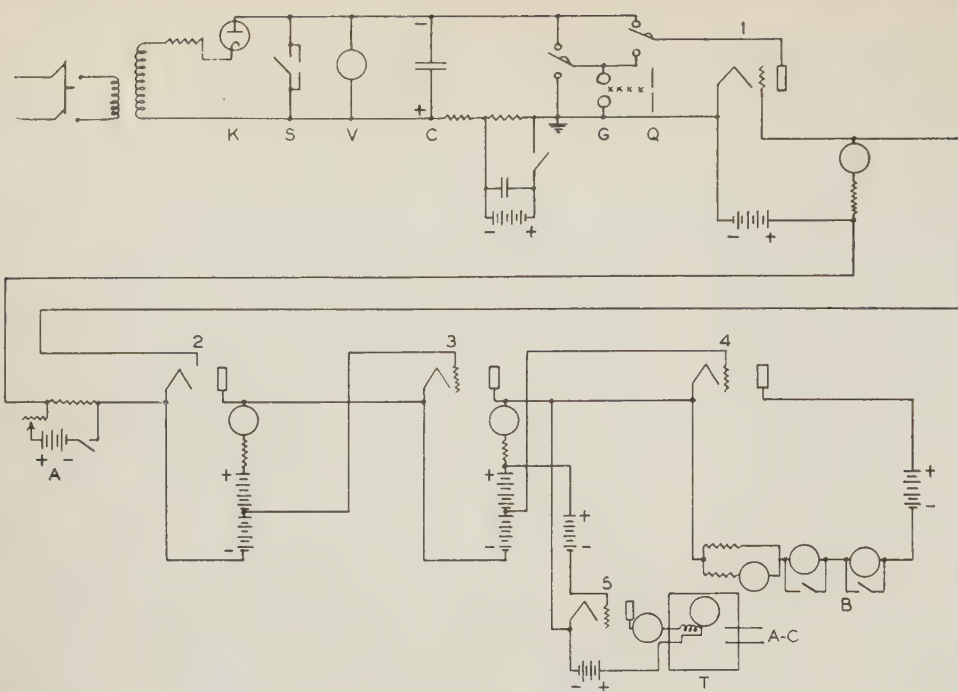 1
− +
K S V C G Q
x x x x
− +
− +
2 3 4
+ −
A
+ −
+ −
+ −
+ −
5
B
A-C
− +
T